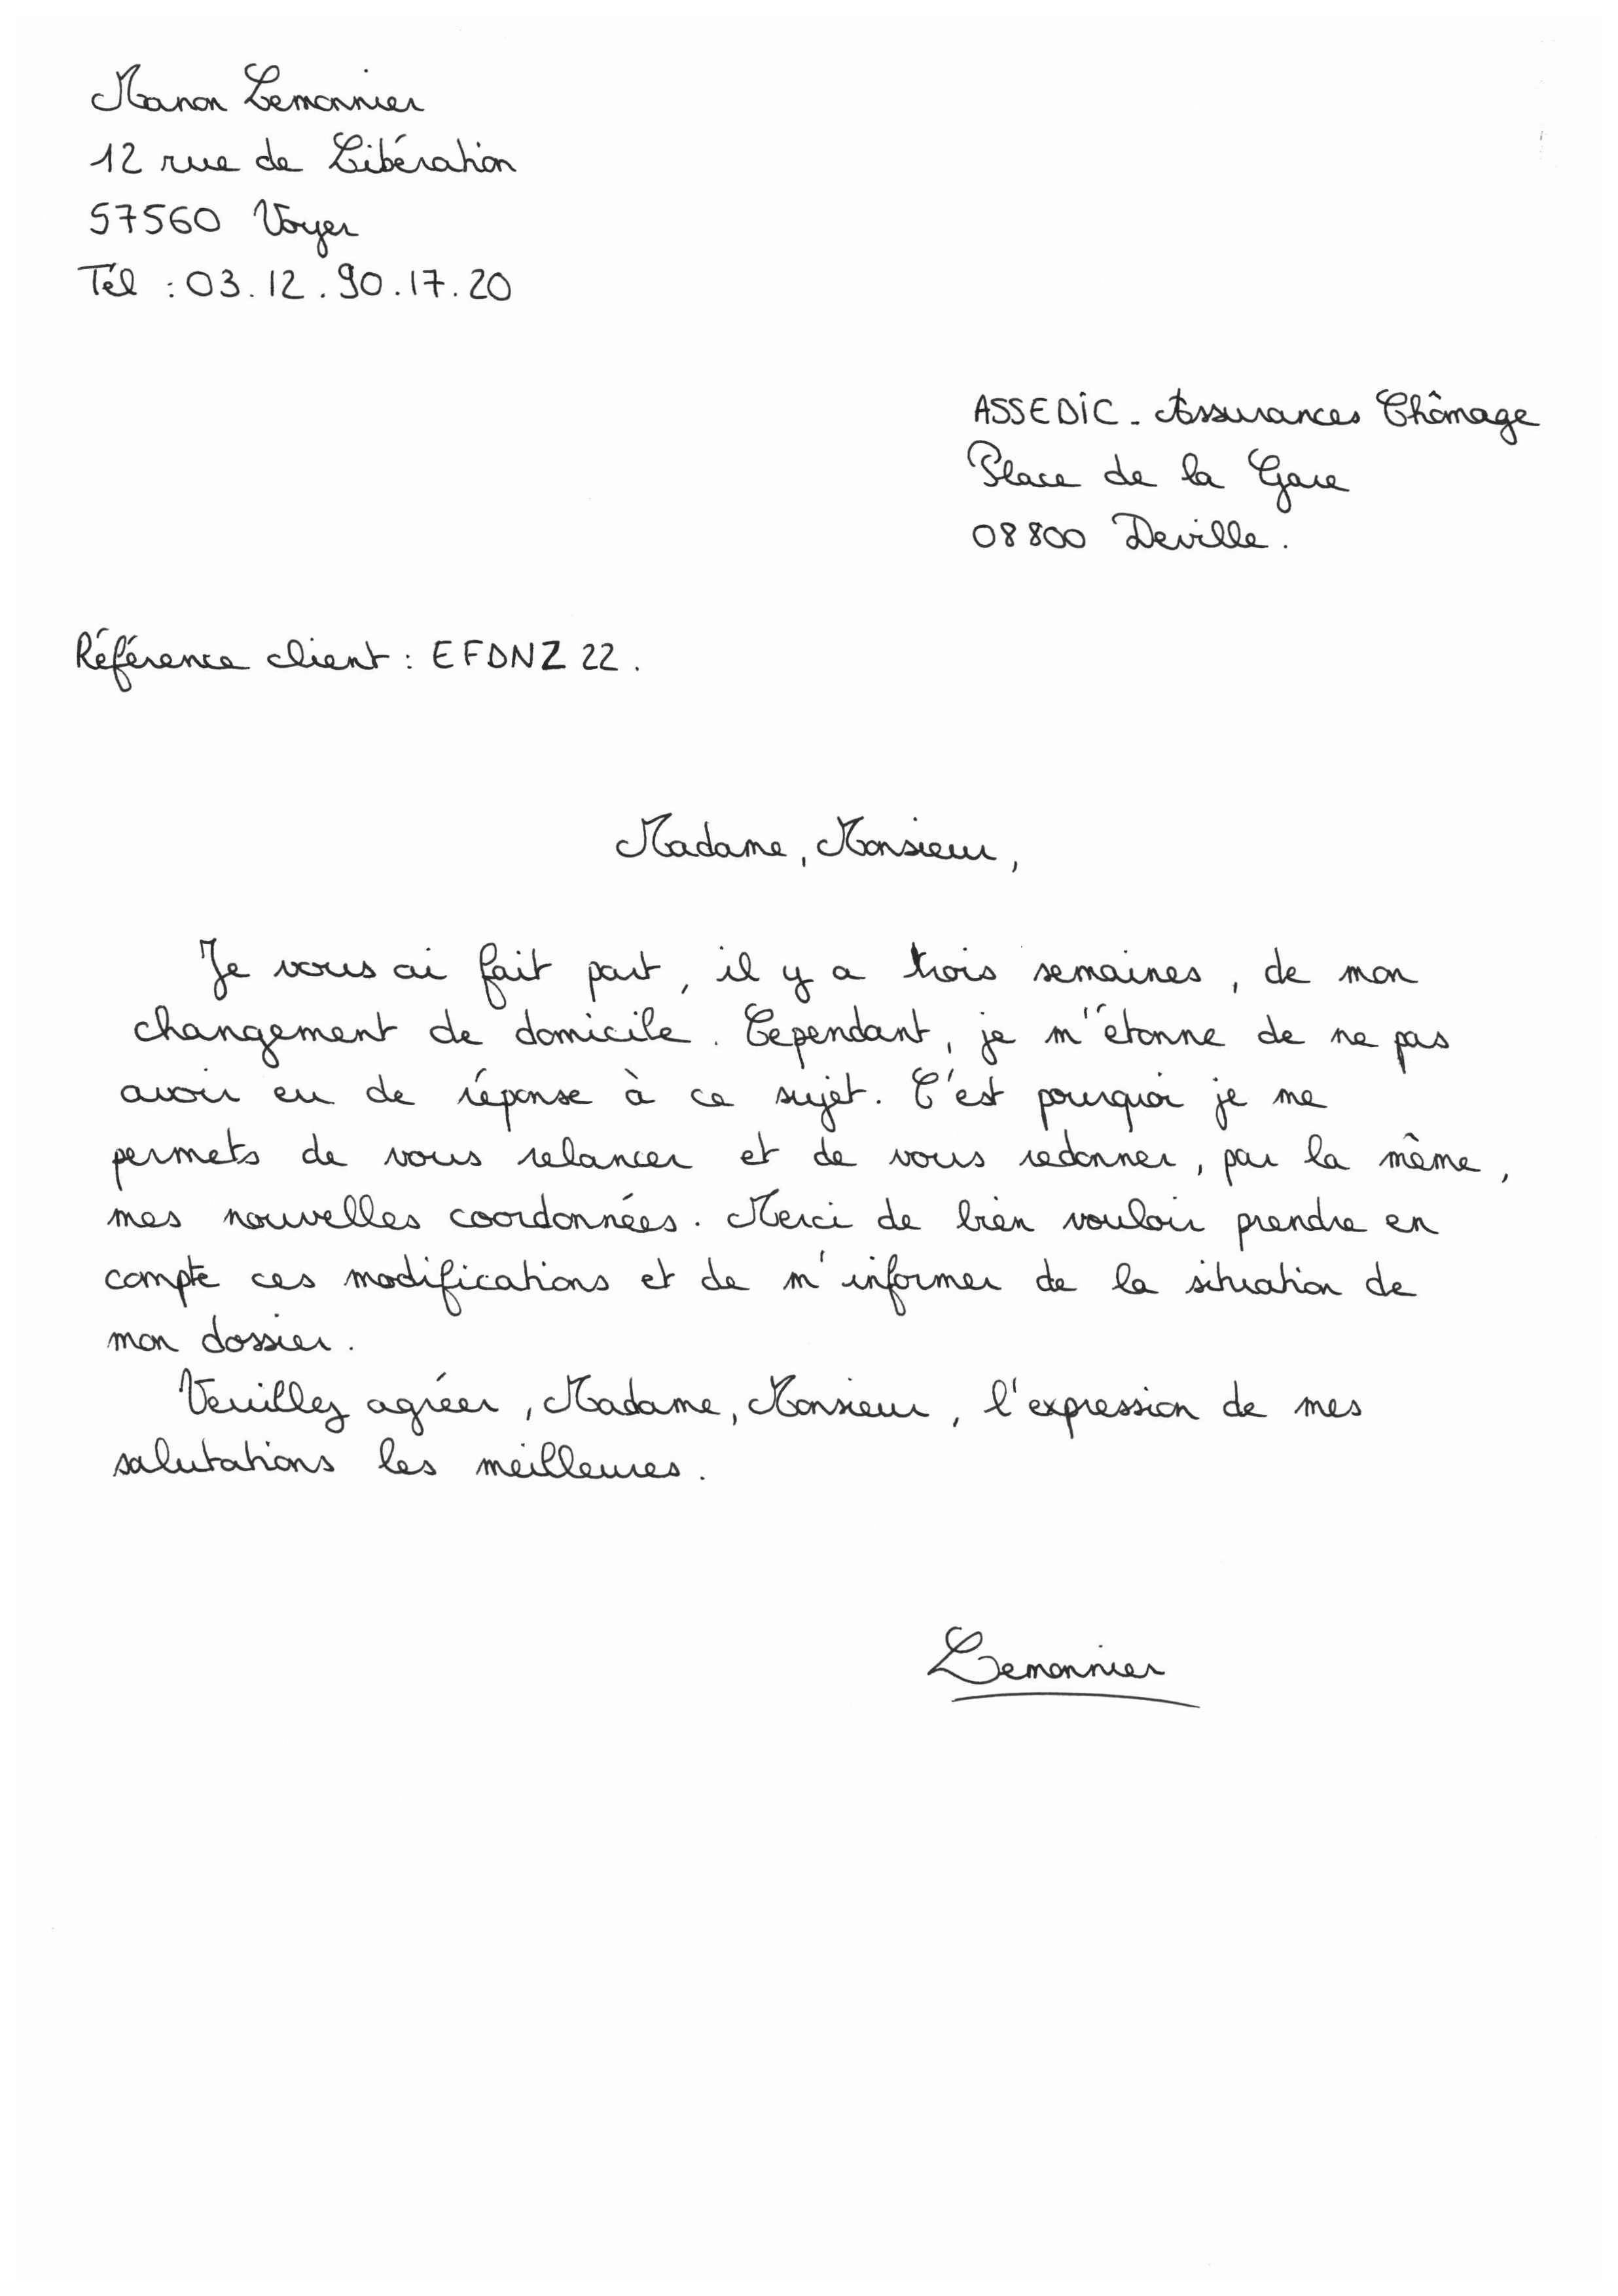 Manon Lemonnier
12 rue de Libération
57560 Voyer
Tél : 03.12.90.17.20
ASSEDIC - Assurances Chômage
Place de la Gare
08800 Deville.
Référence client : EFDNZ 22.
Madame, Monsieur,
Je vous ai fait part, il y a trois semaines, de mon
changement de domicile. Cependant, je m'étonne de ne pas
avoir eu de réponse à ce sujet. C'est pourquoi je me
permets de vous relancer et de vous redonner, par la même,
mes nouvelles coordonnées. Merci de bien vouloir prendre en
compte ces modifications et de m'informer de la situation de
mon dossier.
Veuillez agréer, Madame, Monsieur, l'expression de mes
salutations les meilleures.
Lemonnier